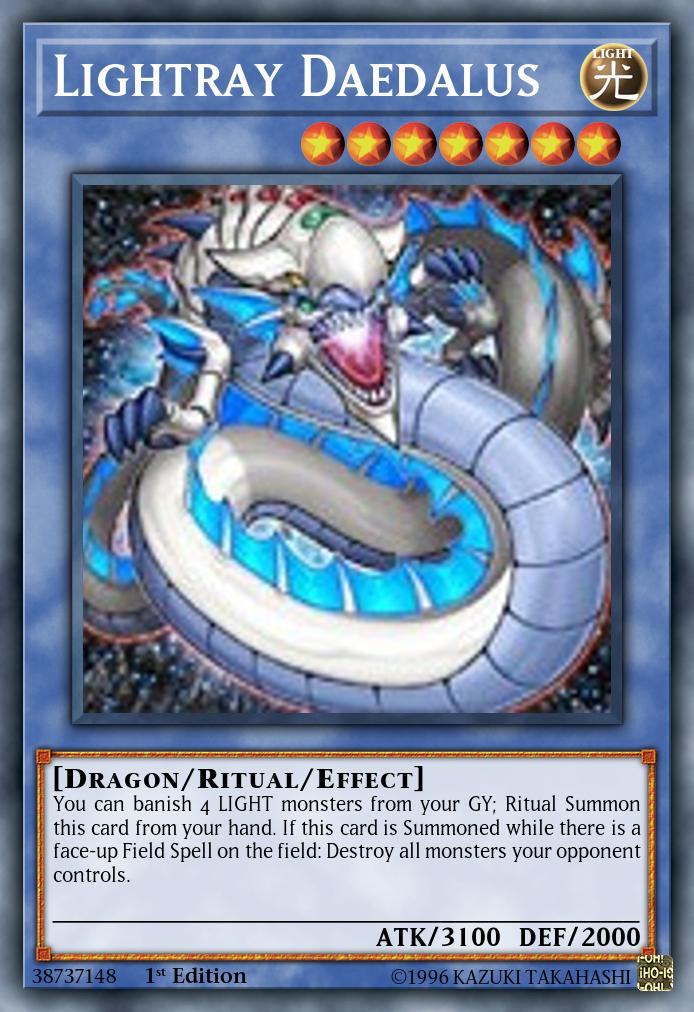 Lightray Daedalus
LIGHT
光
[Dragon/Ritual/Effect]
You can banish 4 LIGHT monsters from your GY; Ritual Summon
this card from your hand. If this card is Summoned while there is a
face-up Field Spell on the field: Destroy all monsters your opponent
controls.
ATK/3100 DEF/2000
38737148 1st Edition ©1996 KAZUKI TAKAHASHI